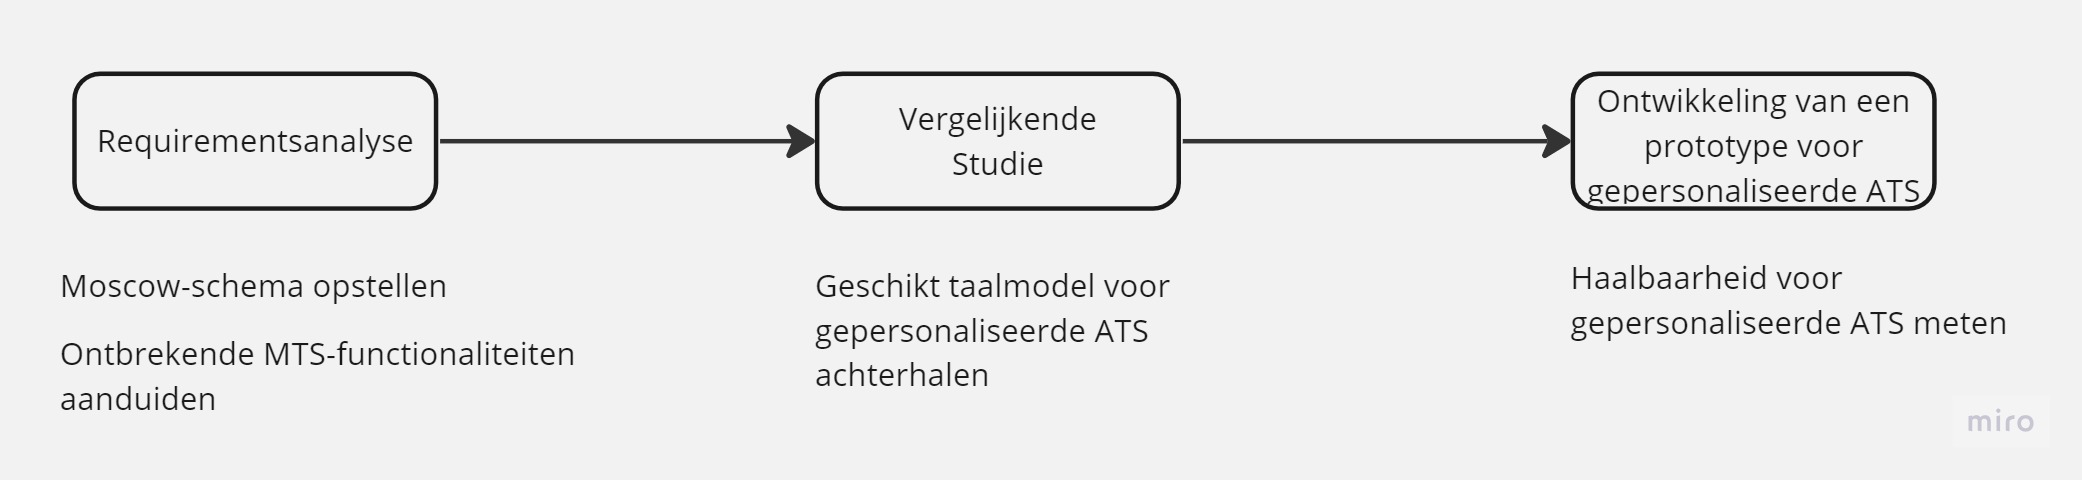 Requirementsanalyse
Moscow-schema opstellen
Ontbrekende MTS-functionaliteiten
aanduiden
Vergelijkende
Studie
Geschikt taalmodel voor
gepersonaliseerde ATS
achterhalen
Ontwikkeling van een
prototype voor
gepersonaliseerde ATS
Haalbaarheid voor
gepersonaliseerde ATS meten
miro